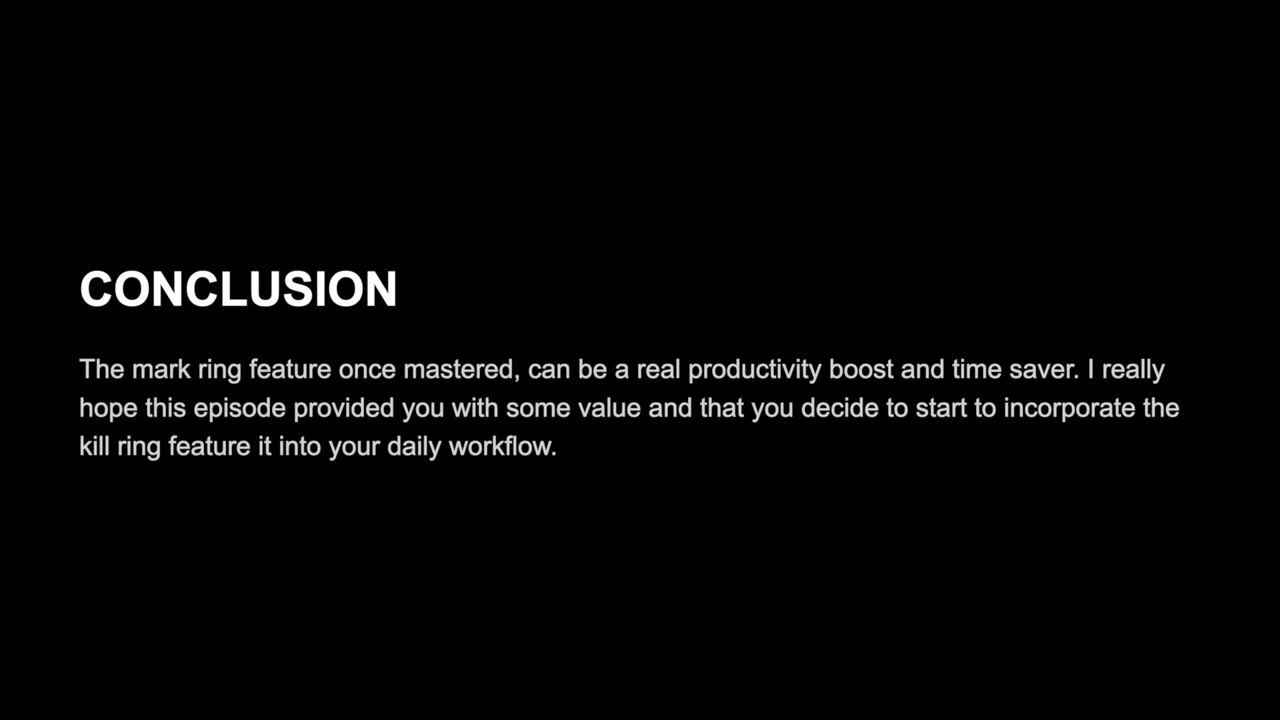 CONCLUSION
The mark ring feature once mastered, can be a real productivity boost and time saver. I really
hope this episode provided you with some value and that you decide to start to incorporate the
kill ring feature it into your daily workflow.